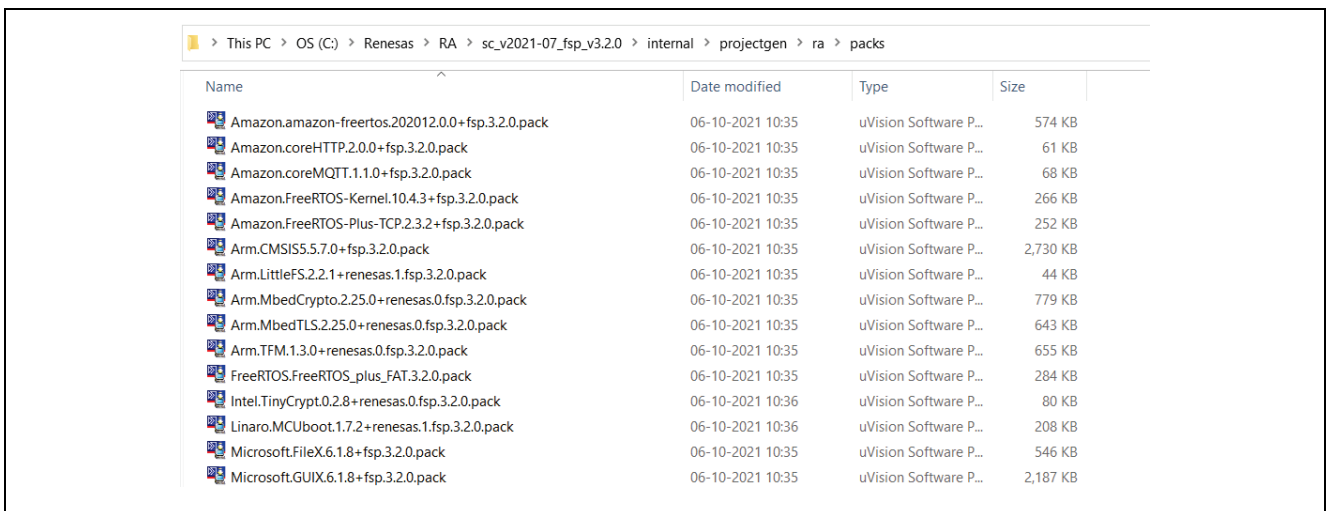 This PC > OS (C:) > Renesas > RA > sc_v2021-07_fsp_v3.2.0 > internal > projectgen > ra > packs
Name Date modified Type Size
Amazon.amazon-freertos.202012.0.0+fsp.3.2.0.pack 06-10-2021 10:35 uVision Software P... 574 KB
Amazon.coreHTTP.2.0.0+fsp.3.2.0.pack 06-10-2021 10:35 uVision Software P... 61 KB
Amazon.coreMQTT.1.1.0+fsp.3.2.0.pack 06-10-2021 10:35 uVision Software P... 68 KB
Amazon.FreeRTOS-Kernel.10.4.3+fsp.3.2.0.pack 06-10-2021 10:35 uVision Software P... 266 KB
Amazon.FreeRTOS-Plus-TCP.2.3.2+fsp.3.2.0.pack 06-10-2021 10:35 uVision Software P... 252 KB
Arm.CMSIS5.5.7.0+fsp.3.2.0.pack 06-10-2021 10:35 uVision Software P... 2,730 KB
Arm.LittleFS.2.2.1+renesas.1.fsp.3.2.0.pack 06-10-2021 10:35 uVision Software P... 44 KB
Arm.MbedCrypto.2.25.0+renesas.0.fsp.3.2.0.pack 06-10-2021 10:35 uVision Software P... 779 KB
Arm.MbedTLS.2.25.0+renesas.0.fsp.3.2.0.pack 06-10-2021 10:35 uVision Software P... 643 KB
Arm.TFM.1.3.0+renesas.0.fsp.3.2.0.pack 06-10-2021 10:35 uVision Software P... 655 KB
FreeRTOS.FreeRTOS_plus_FAT.3.2.0.pack 06-10-2021 10:35 uVision Software P... 284 KB
Intel.TinyCrypt.0.2.8+renesas.0.fsp.3.2.0.pack 06-10-2021 10:36 uVision Software P... 80 KB
Linaro.MCUboot.1.7.2+renesas.1.fsp.3.2.0.pack 06-10-2021 10:36 uVision Software P... 208 KB
Microsoft.FileX.6.1.8+fsp.3.2.0.pack 06-10-2021 10:35 uVision Software P... 546 KB
Microsoft.GUIX.6.1.8+fsp.3.2.0.pack 06-10-2021 10:35 uVision Software P... 2,187 KB